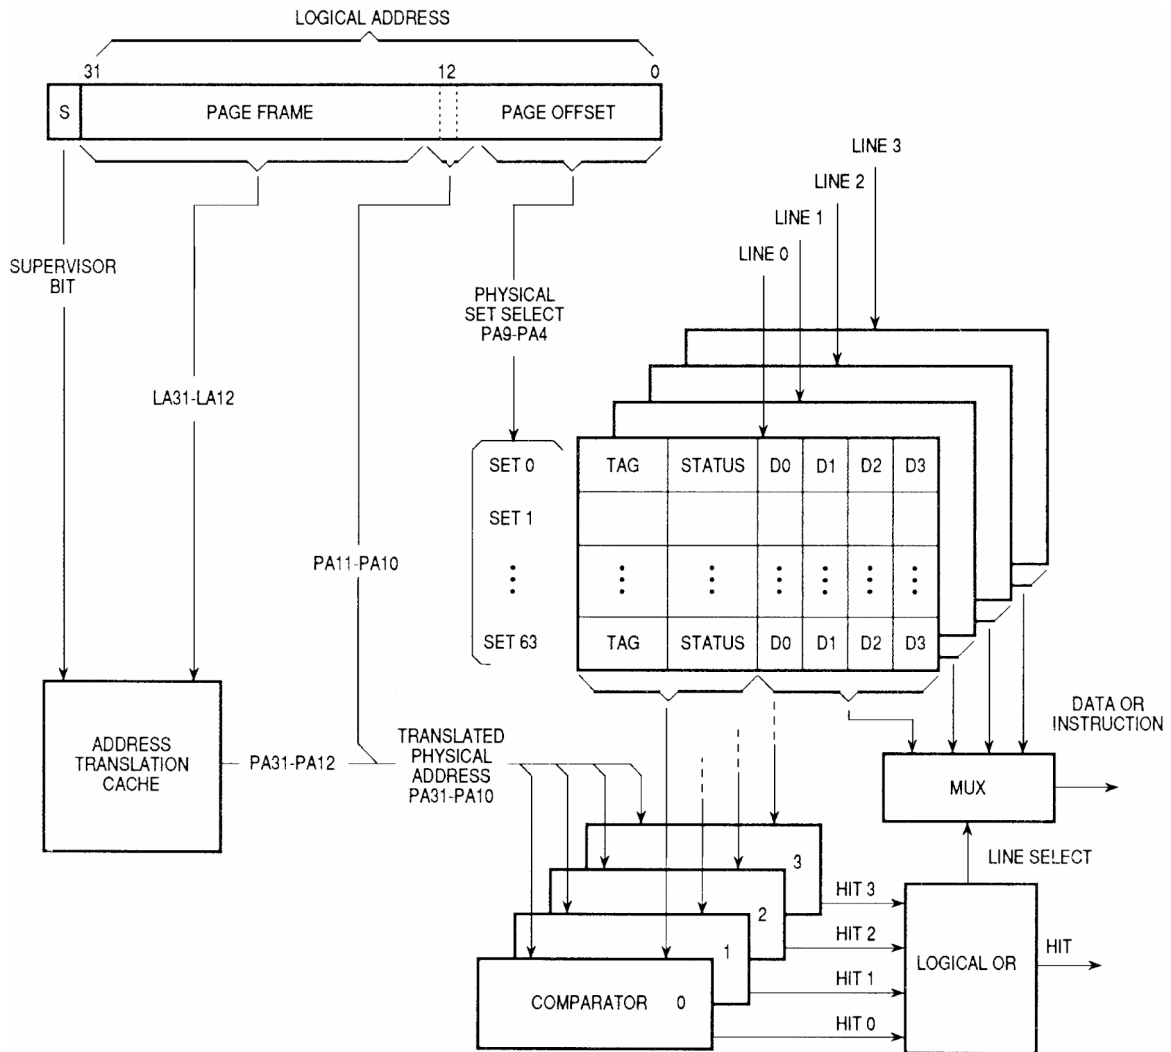 LOGICAL ADDRESS
31 12 0
S PAGE FRAME PAGE OFFSET
LINE 3
LINE 2
LINE 1
LINE 0
SUPERVISOR
BIT
PHYSICAL
SET SELECT
PA9-PA4
LA31-LA12
PA11-PA10
SET 0
SET 1
SET 63
TAG STATUS D0 D1 D2 D3
TAG STATUS D0 D1 D2 D3
ADDRESS
TRANSLATION
CACHE
PA31-PA12
TRANSLATED
PHYSICAL
ADDRESS
PA31-PA10
DATA OR
INSTRUCTION
MUX
LINE SELECT
3
2
1
COMPARATOR 0
HIT 3
HIT 2
HIT 1
HIT 0
LOGICAL OR
HIT